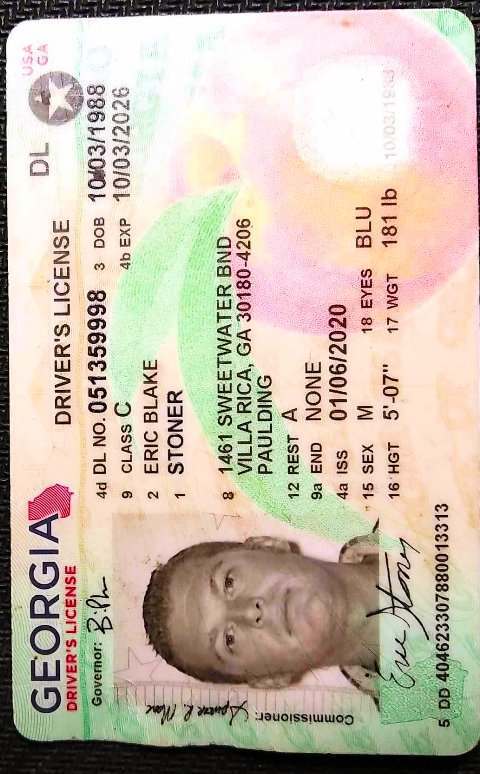 USA
GA
DL
GEORGIA
DRIVER'S LICENSE
DRIVER'S LICENSE
Governor:
4d DL NO. 051359998 3 DOB 10/03/1988
9 CLASS C 4b EXP 10/03/2026
2 ERIC BLAKE
1 STONER
8 1461 SWEETWATER BND
VILLA RICA, GA 30180-4206
PAULDING
12 REST A
9a END NONE
4a ISS 01/06/2020
15 SEX M 18 EYES BLU
16 HGT 5'-07" 17 WGT 181 lb
Commissioner:
5 DD 404623307880013313